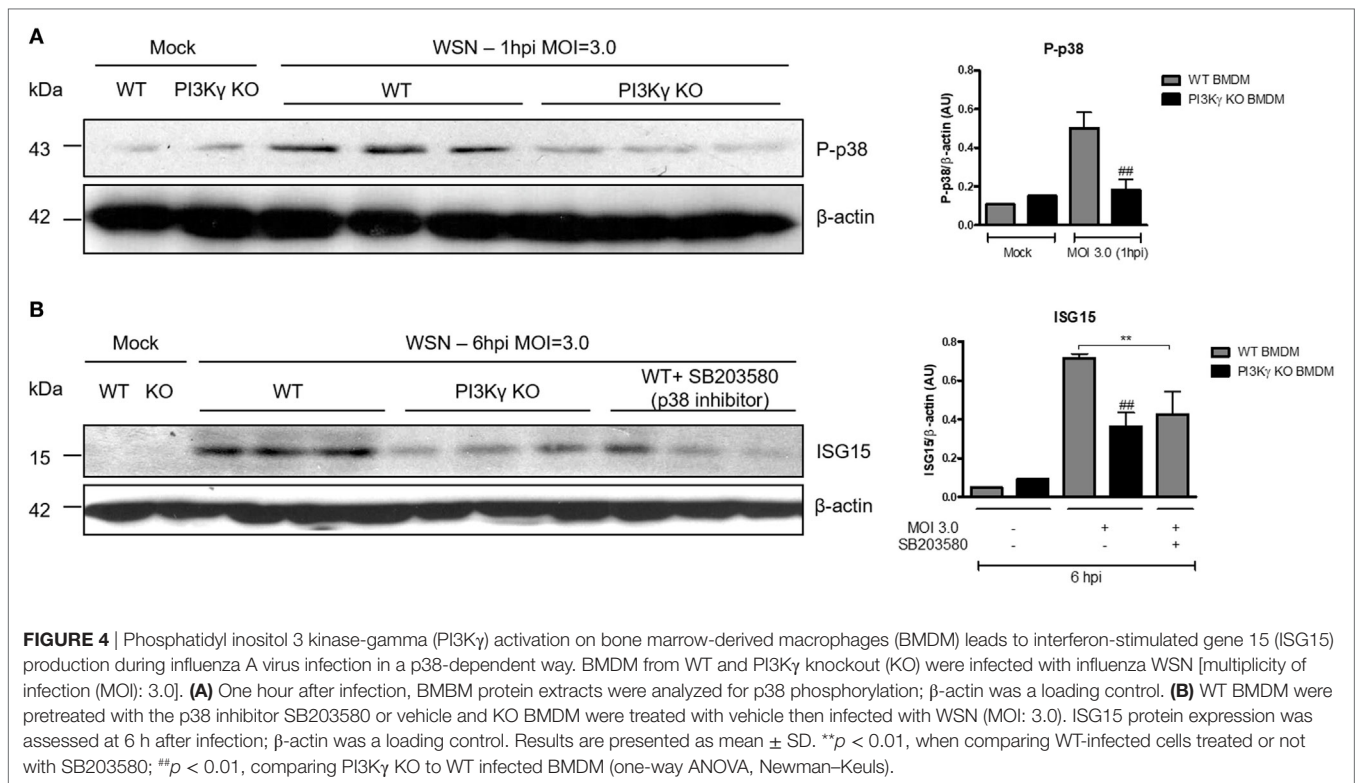 A
Mock
WSN – 1hpi MOI=3.0
kDa
WT
PI3Kγ KO
WT
PI3Kγ KO
43
P-p38
42
β-actin
P-p38
P-p38/β-actin (AU)
0.8
0.6
0.4
0.2
0.0
##
Mock
MOI 3.0 (1hpi)
WT BMDM
PI3Kγ KO BMDM
B
Mock
WSN – 6hpi MOI=3.0
kDa
WT KO
WT
PI3Kγ KO
WT+ SB203580
(p38 inhibitor)
15
ISG15
42
β-actin
ISG15
ISG15/β-actin (AU)
0.8
0.6
0.4
0.2
0.0
**
##
WT BMDM
PI3Kγ KO BMDM
MOI 3.0 - + +
SB203580 - - +
6 hpi
FIGURE 4 | Phosphatidyl inositol 3 kinase-gamma (PI3Kγ) activation on bone marrow-derived macrophages (BMDM) leads to interferon-stimulated gene 15 (ISG15)
production during influenza A virus infection in a p38-dependent way. BMDM from WT and PI3Kγ knockout (KO) were infected with influenza WSN [multiplicity of
infection (MOI): 3.0]. (A) One hour after infection, BMBM protein extracts were analyzed for p38 phosphorylation; β-actin was a loading control. (B) WT BMDM were
pretreated with the p38 inhibitor SB203580 or vehicle and KO BMDM were treated with vehicle then infected with WSN (MOI: 3.0). ISG15 protein expression was
assessed at 6 h after infection; β-actin was a loading control. Results are presented as mean ± SD. **p < 0.01, when comparing WT-infected cells treated or not
with SB203580; ##p < 0.01, comparing PI3Kγ KO to WT infected BMDM (one-way ANOVA, Newman–Keuls).